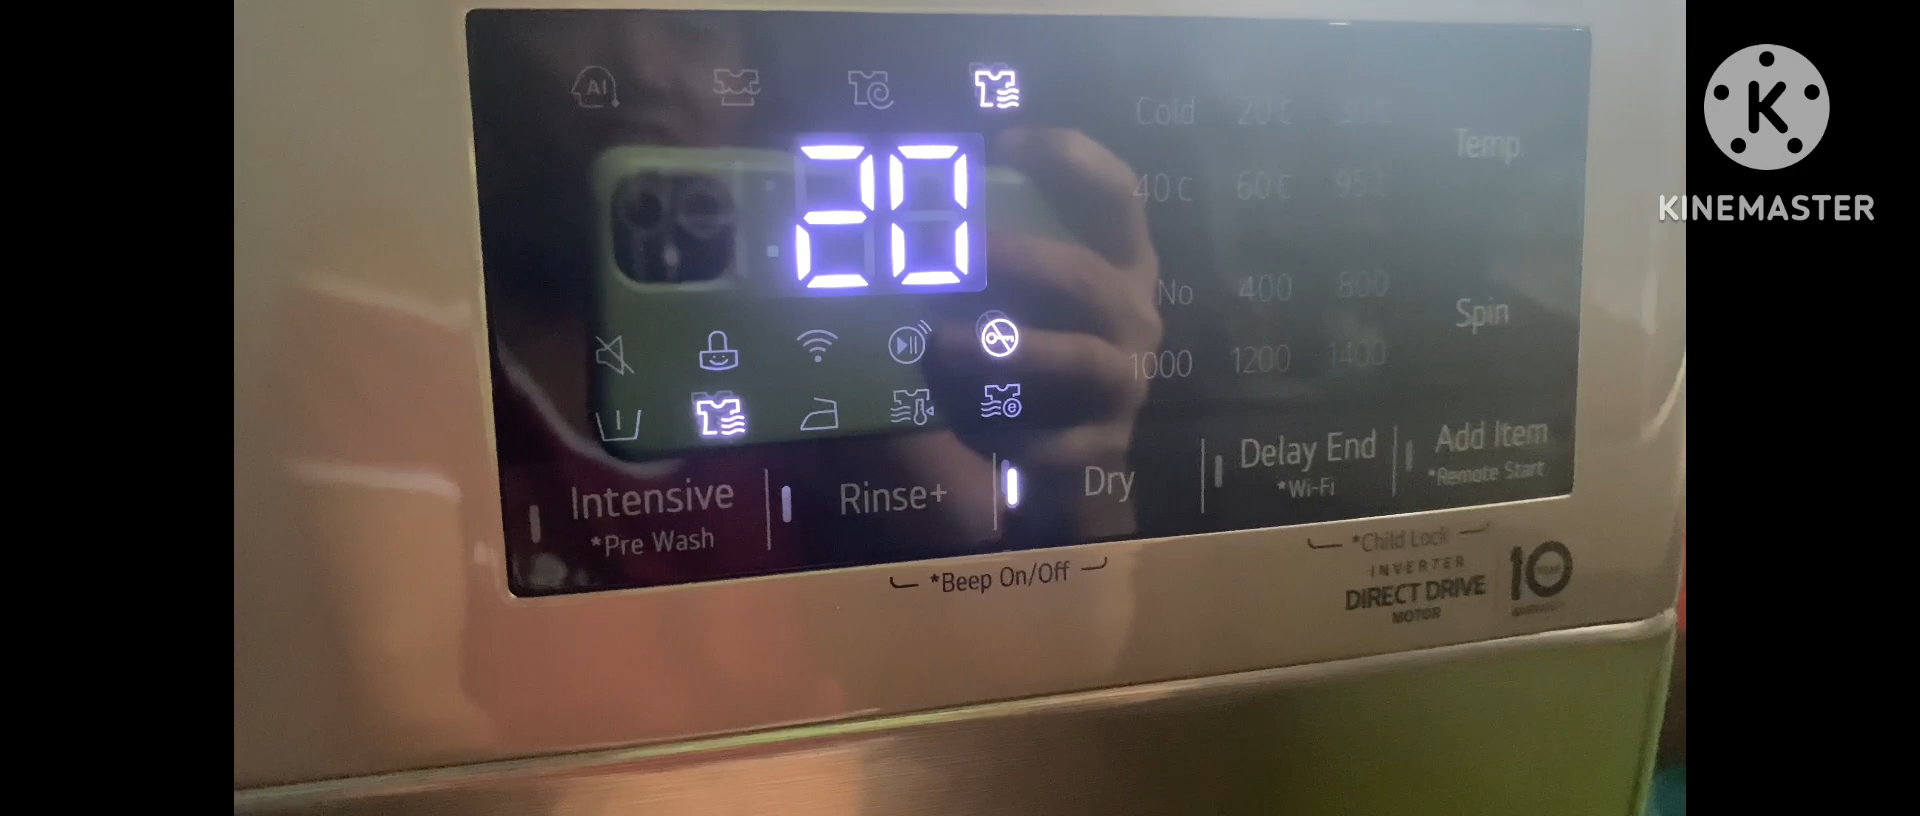 AI
Cold 20℃ 30℃
Temp.
20
40℃ 60℃ 95℃
No 400 800
Spin
1000 1200 1400
e
Intensive
*Pre Wash
Rinse+
Dry
Delay End
*Wi-Fi
Add Item
*Remote Start
*Beep On/Off
*Child Lock
INVERTER
DIRECT DRIVE
MOTOR
10
K
KINEMASTER